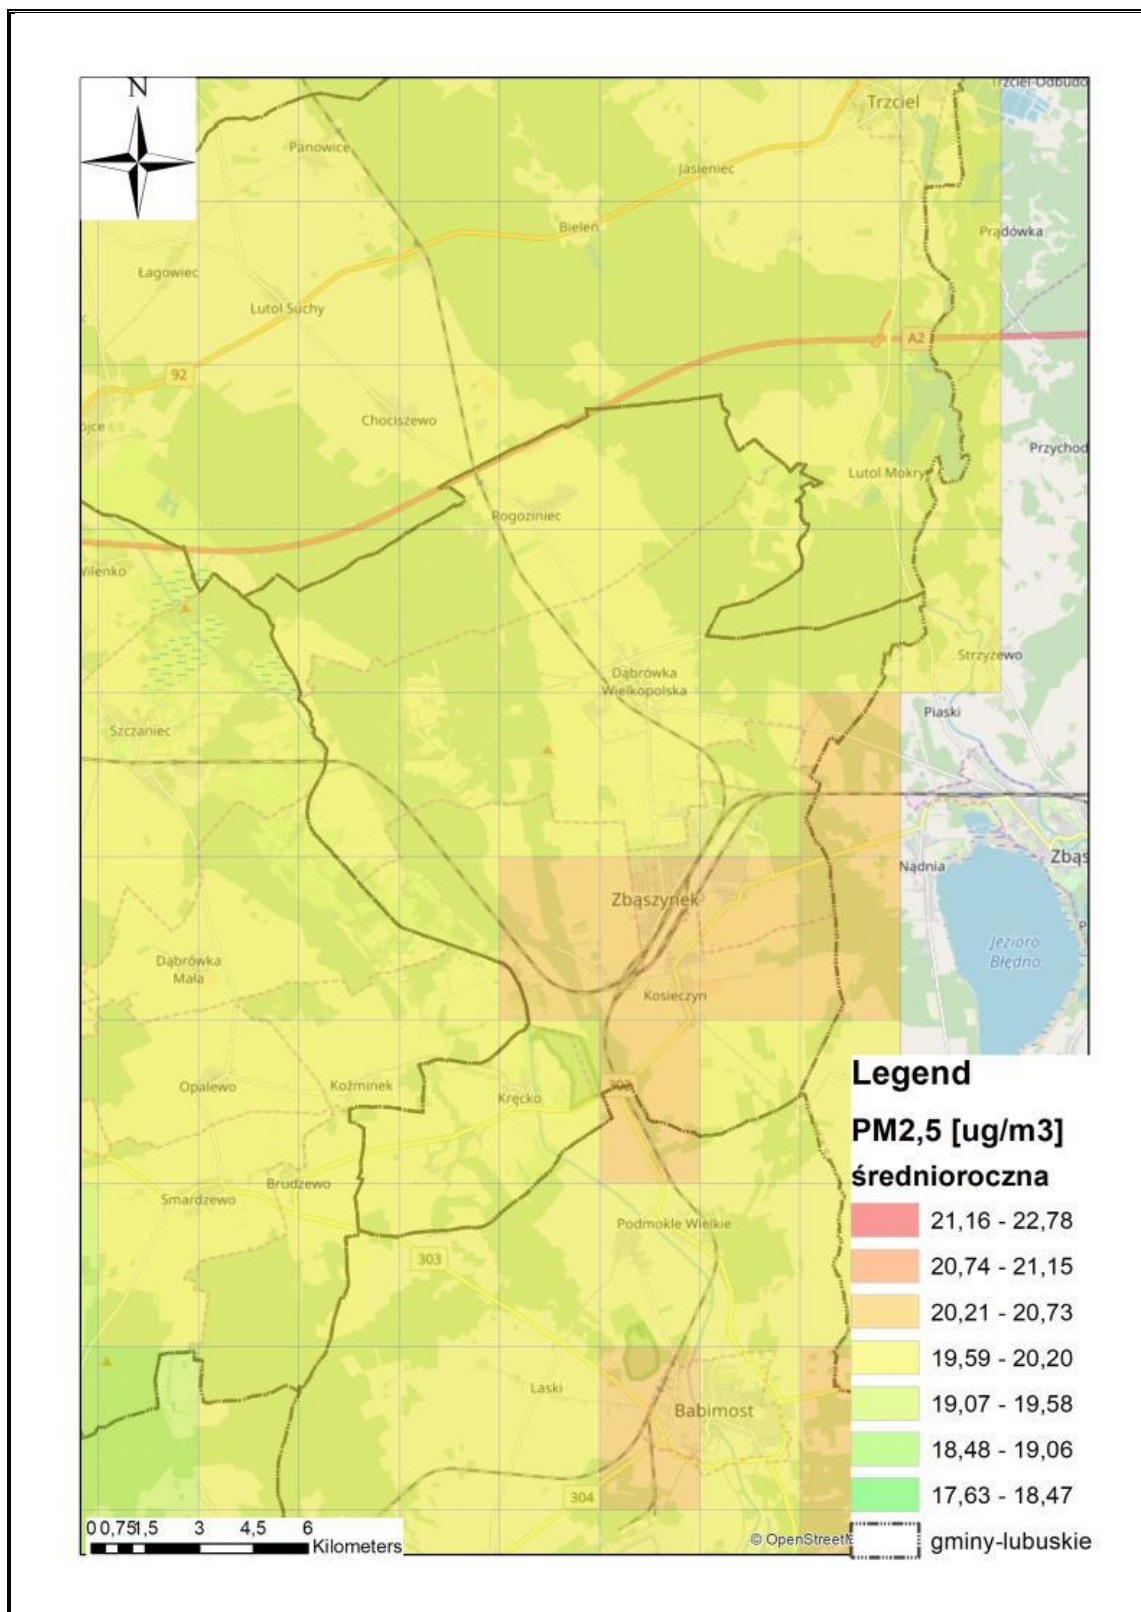 N
Trzciel-Odbudo
Trzciel
Panowice
Jasieniec
Bieleń
Prądówka
Łagowiec
Lutol Suchy
A2
92
Chociszewo
Przychod
Lutol Mokry
Rogoziniec
Wilenko
Strzyżewo
Dąbrówka
Wielkopolska
Piaski
Szczaniec
Nądnia
Zbąs
Zbąszynek
Jezioro
Błędno
Dąbrówka
Mała
Kosieczyn
Opalewo
Koźminek
302
Kręcko
Brudzewo
Smardzewo
Podmokle Wielkie
303
Laski
Babimost
304
© OpenStreetM
0 0,75 1,5 3 4,5 6
Kilometers
Legend
PM2,5 [ug/m3]
średnioroczna
21,16 - 22,78
20,74 - 21,15
20,21 - 20,73
19,59 - 20,20
19,07 - 19,58
18,48 - 19,06
17,63 - 18,47
gminy-lubuskie